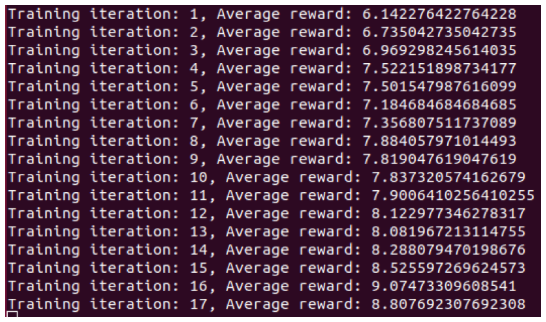 Training iteration: 1, Average reward: 6.142276422764228
Training iteration: 2, Average reward: 6.735042735042735
Training iteration: 3, Average reward: 6.969298245614035
Training iteration: 4, Average reward: 7.522151898734177
Training iteration: 5, Average reward: 7.501547987616099
Training iteration: 6, Average reward: 7.184684684684685
Training iteration: 7, Average reward: 7.356807511737089
Training iteration: 8, Average reward: 7.884057971014493
Training iteration: 9, Average reward: 7.819047619047619
Training iteration: 10, Average reward: 7.837320574162679
Training iteration: 11, Average reward: 7.9006410256410255
Training iteration: 12, Average reward: 8.122977346278317
Training iteration: 13, Average reward: 8.081967213114755
Training iteration: 14, Average reward: 8.288079470198676
Training iteration: 15, Average reward: 8.525597269624573
Training iteration: 16, Average reward: 9.07473309608541
Training iteration: 17, Average reward: 8.807692307692308